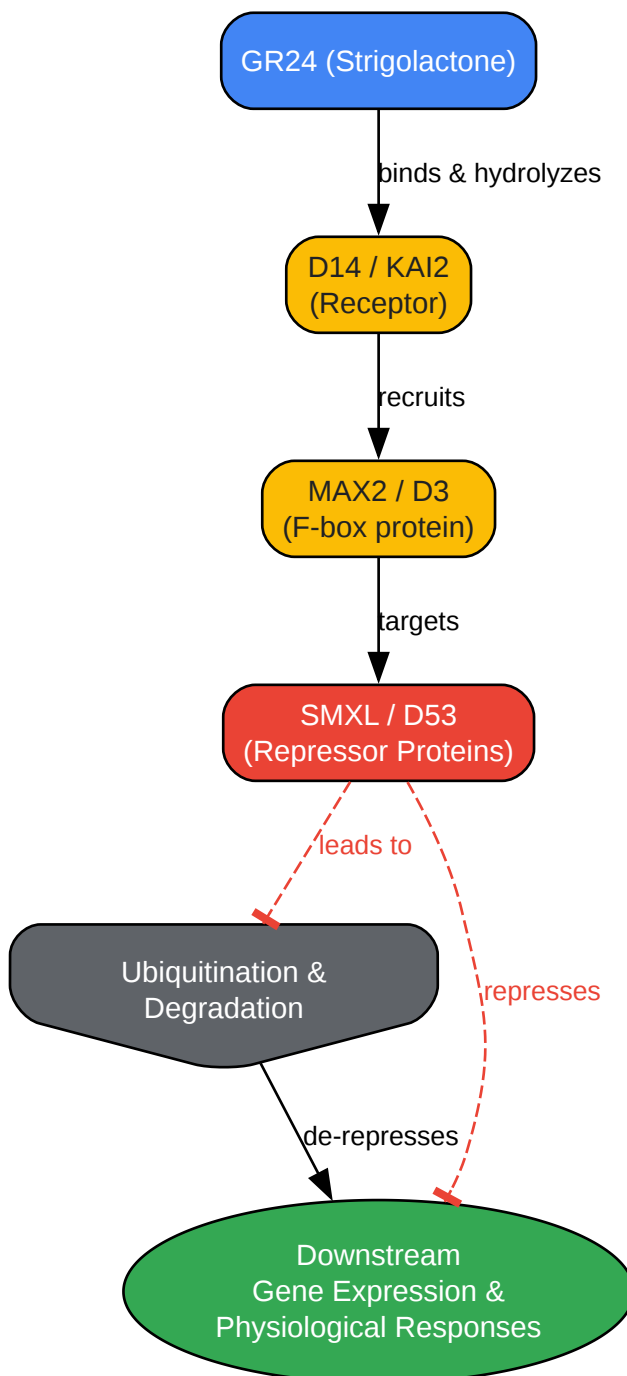 GR24 (Strigolactone)
binds & hydrolyzes
D14 / KAI2
(Receptor)
recruits
MAX2 / D3
(F-box protein)
targets
SMXL / D53
(Repressor Proteins)
leads to
Ubiquitination &
Degradation
represses
de-represses
Downstream
Gene Expression &
Physiological Responses